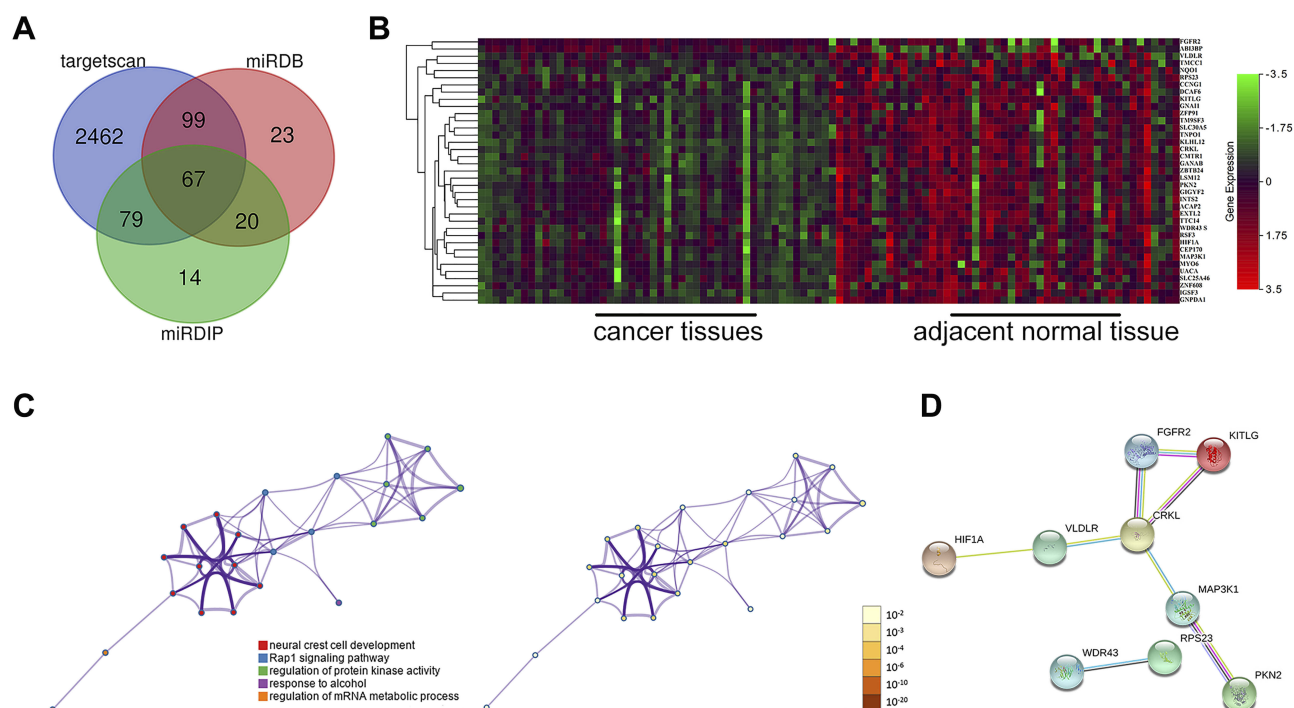 A
targetscan
miRDB
99
2462
23
67
79
20
14
miRDIP
B
FGFR2
ABI3BP
VLDLR
TMCC1
NQO1
RPS23
CCNG1
DCAF6
KITLG
GNAI1
ZFP91
TM9SF3
SLC30A5
TNPO1
KLHL12
CRKL
CMTR1
GANAB
ZBTB24
LSM12
PKN2
GIGYF2
INTS2
ACAP2
EXTL2
TTC14
WDR43 S
RSF3
HIF1A
CEP170
MAP3K1
MYO6
UACA
SLC25A46
ZNF608
IGSF3
GNPDA1
cancer tissues
adjacent normal tissue
-3.5
-1.75
0
1.75
3.5
Gene Expression
C
neural crest cell development
Rap1 signaling pathway
regulation of protein kinase activity
response to alcohol
regulation of mRNA metabolic process
10-2
10-3
10-4
10-6
10-10
10-20
D
FGFR2
KITLG
CRKL
VLDLR
HIF1A
MAP3K1
RPS23
WDR43
PKN2